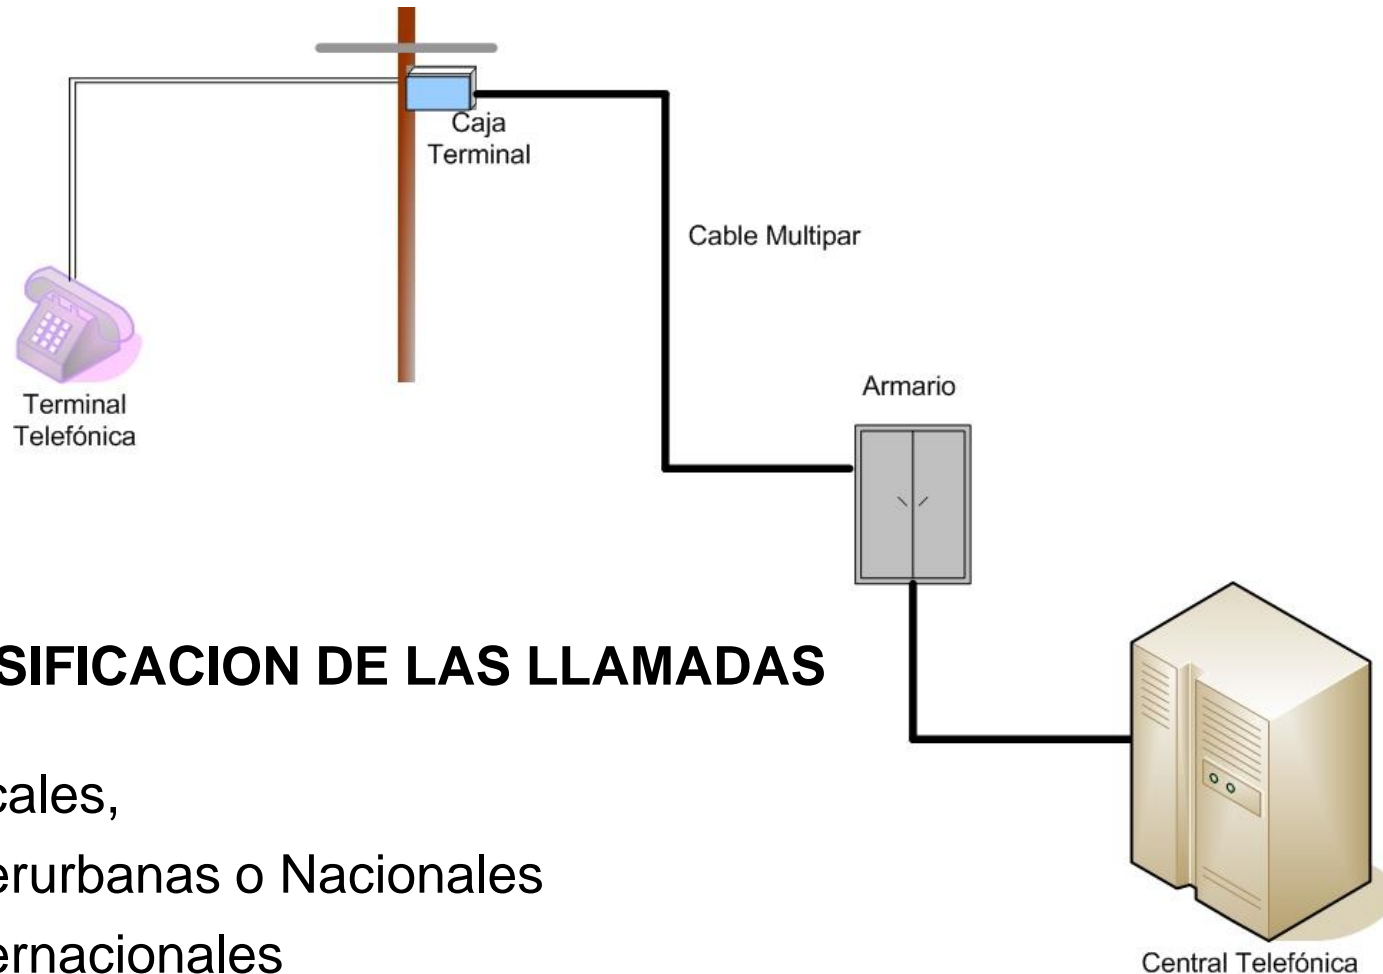 Caja
Terminal
Cable Multipar
Terminal
Telefónica
Armario
SIFICACION DE LAS LLAMADAS
cales,
erurbanas o Nacionales
ernacionales
Central Telefónica